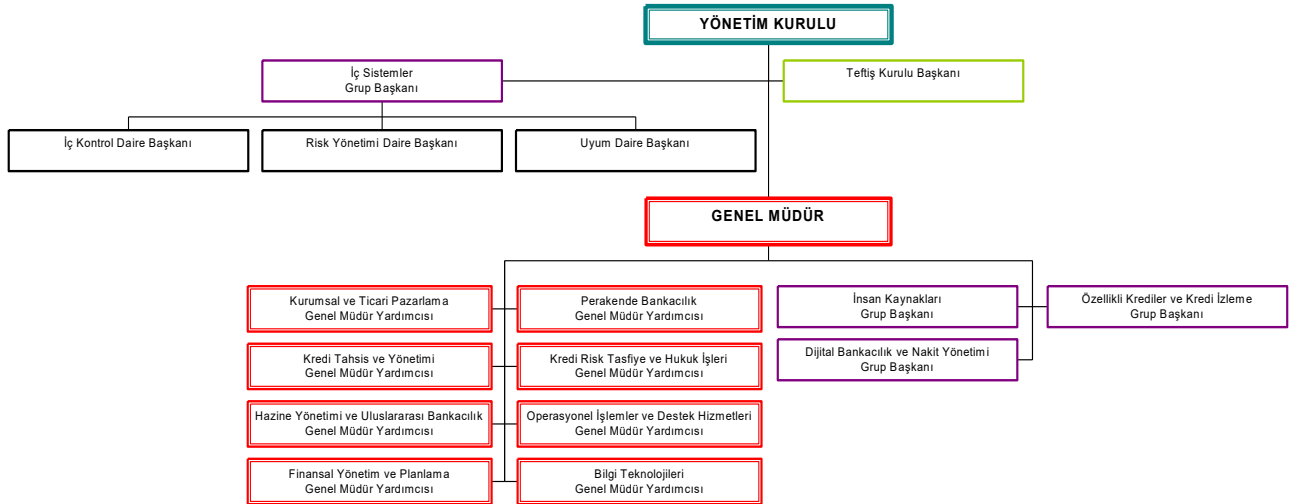 YÖNETİM KURULU
İç Sistemler
Grup Başkanı
Teftiş Kurulu Başkanı
İç Kontrol Daire Başkanı
Risk Yönetimi Daire Başkanı
Uyum Daire Başkanı
GENEL MÜDÜR
Kurumsal ve Ticari Pazarlama
Genel Müdür Yardımcısı
Perakende Bankacılık
Genel Müdür Yardımcısı
İnsan Kaynakları
Grup Başkanı
Özellikli Krediler ve Kredi İzleme
Grup Başkanı
Kredi Tahsis ve Yönetimi
Genel Müdür Yardımcısı
Kredi Risk Tasfiye ve Hukuk İşleri
Genel Müdür Yardımcısı
Dijital Bankacılık ve Nakit Yönetimi
Grup Başkanı
Hazine Yönetimi ve Uluslararası Bankacılık
Genel Müdür Yardımcısı
Operasyonel İşlemler ve Destek Hizmetleri
Genel Müdür Yardımcısı
Finansal Yönetim ve Planlama
Genel Müdür Yardımcısı
Bilgi Teknolojileri
Genel Müdür Yardımcısı